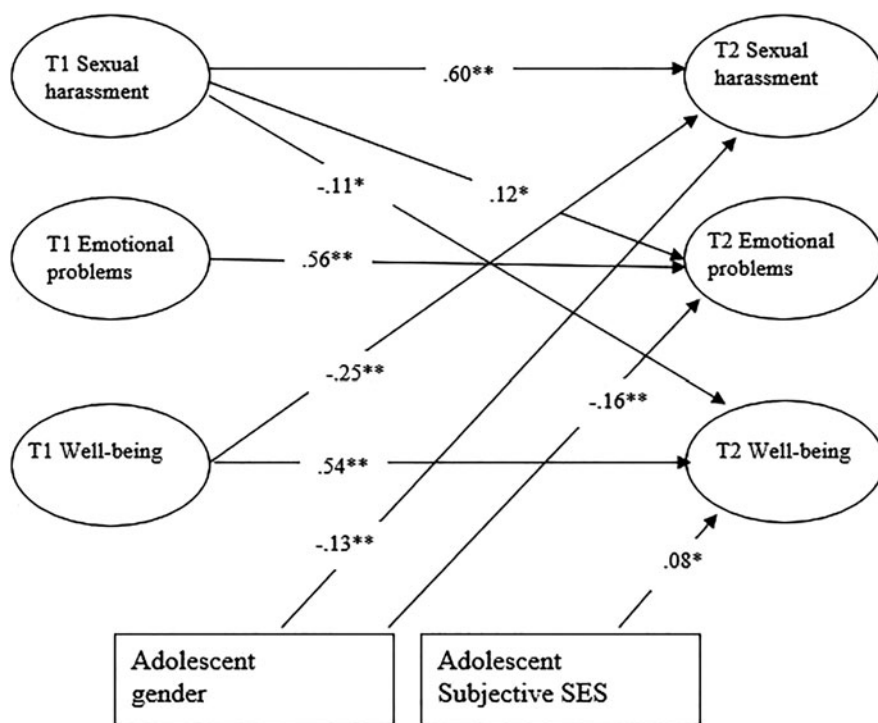 T1 Sexual
harassment
T2 Sexual
harassment
.60**
-.11*
.12*
T1 Emotional
problems
T2 Emotional
problems
.56**
-.25**
-.16**
T1 Well-being
T2 Well-being
.54**
-.13**
.08*
Adolescent
gender
Adolescent
Subjective SES